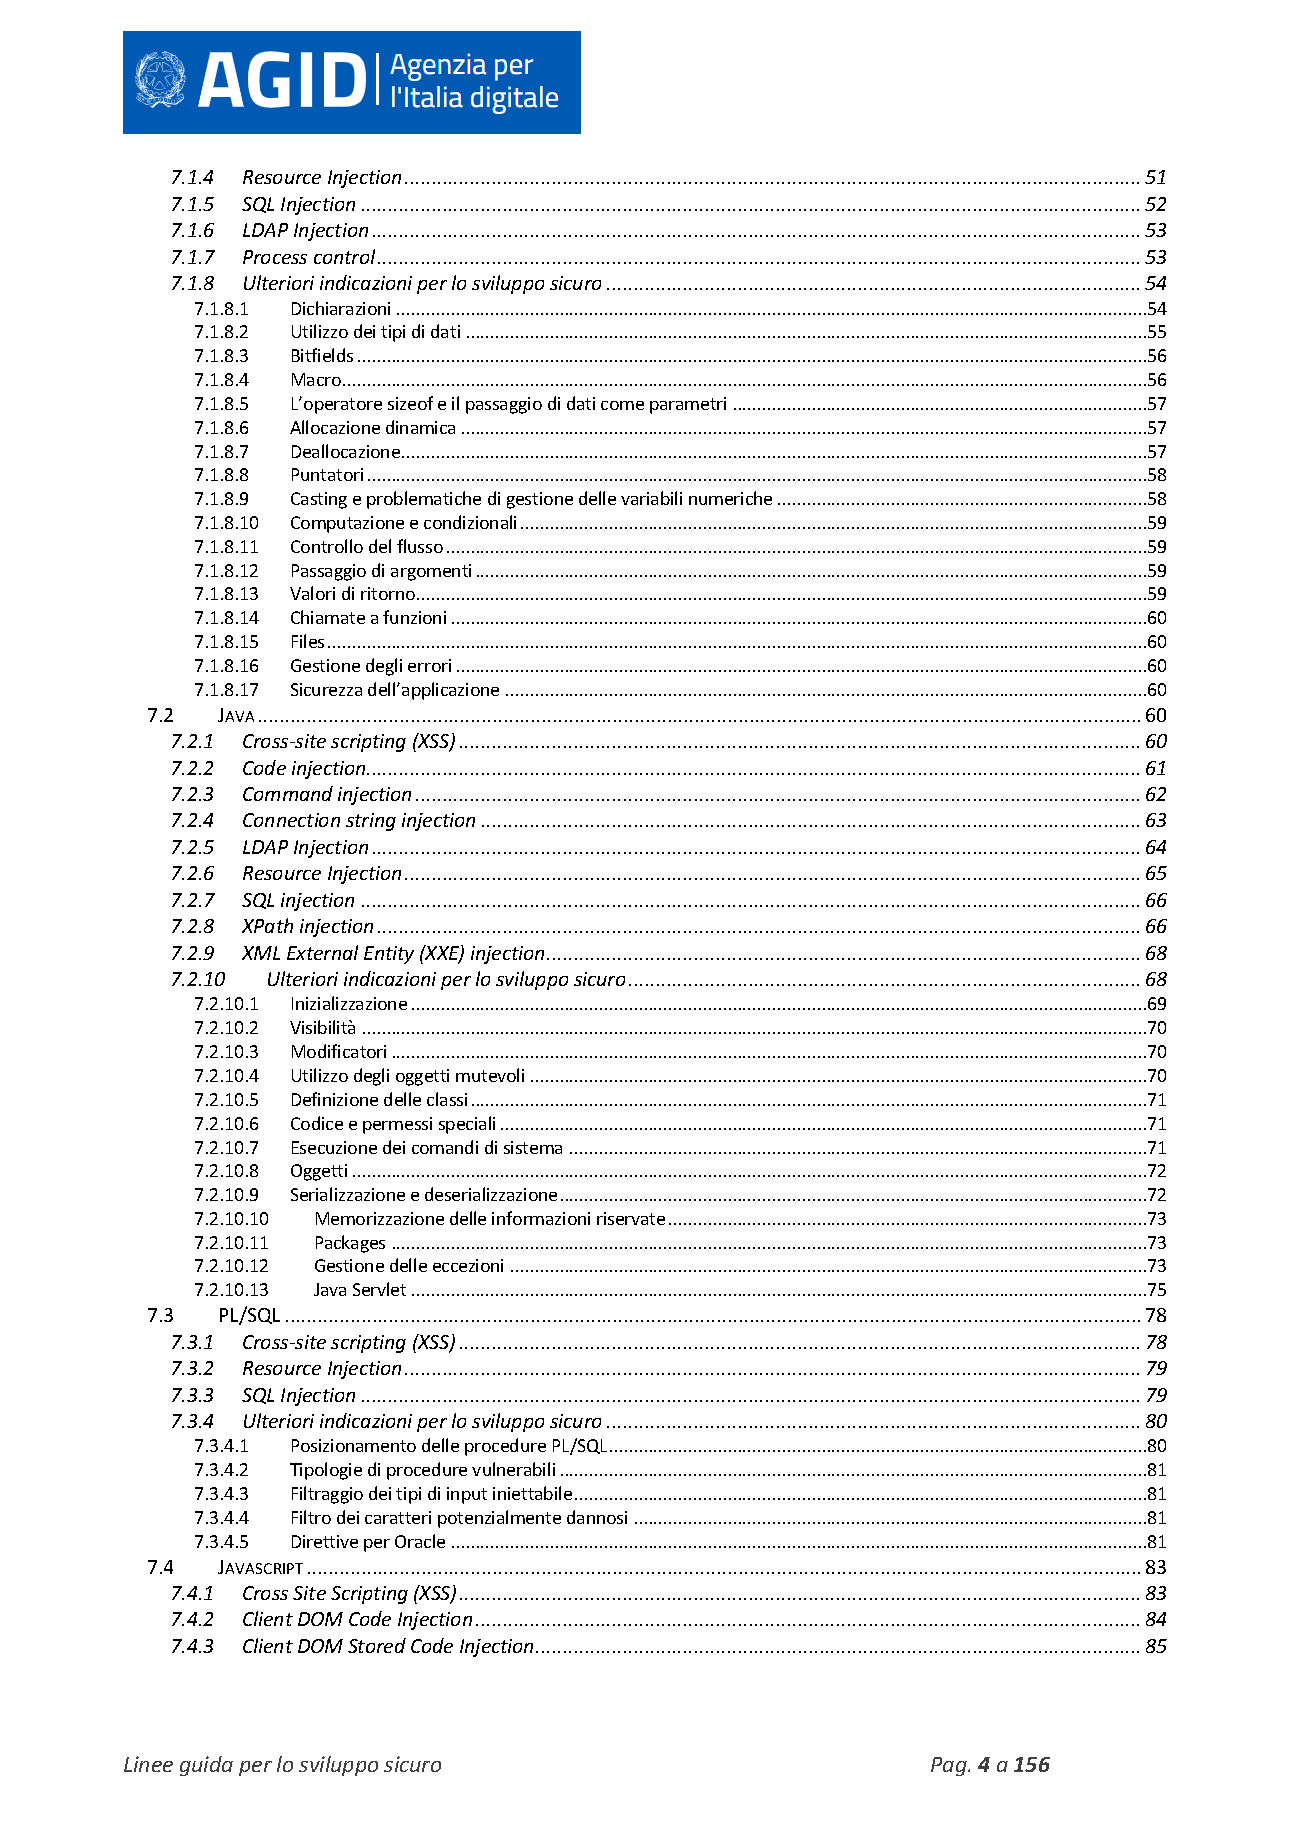 AGID Agenzia per
l'Italia digitale
7.1.4 Resource Injection 51
7.1.5 SQL Injection 52
7.1.6 LDAP Injection 53
7.1.7 Process control 53
7.1.8 Ulteriori indicazioni per lo sviluppo sicuro 54
7.1.8.1 Dichiarazioni 54
7.1.8.2 Utilizzo dei tipi di dati 55
7.1.8.3 Bitfields 56
7.1.8.4 Macro 56
7.1.8.5 L’operatore sizeof e il passaggio di dati come parametri 57
7.1.8.6 Allocazione dinamica 57
7.1.8.7 Deallocazione 57
7.1.8.8 Puntatori 58
7.1.8.9 Casting e problematiche di gestione delle variabili numeriche 58
7.1.8.10 Computazione e condizionali 59
7.1.8.11 Controllo del flusso 59
7.1.8.12 Passaggio di argomenti 59
7.1.8.13 Valori di ritorno 59
7.1.8.14 Chiamate a funzioni 60
7.1.8.15 Files 60
7.1.8.16 Gestione degli errori 60
7.1.8.17 Sicurezza dell’applicazione 60
7.2 JAVA 60
7.2.1 Cross-site scripting (XSS) 60
7.2.2 Code injection 61
7.2.3 Command injection 62
7.2.4 Connection string injection 63
7.2.5 LDAP Injection 64
7.2.6 Resource Injection 65
7.2.7 SQL injection 66
7.2.8 XPath injection 66
7.2.9 XML External Entity (XXE) injection 68
7.2.10 Ulteriori indicazioni per lo sviluppo sicuro 68
7.2.10.1 Inizializzazione 69
7.2.10.2 Visibilità 70
7.2.10.3 Modificatori 70
7.2.10.4 Utilizzo degli oggetti mutevoli 70
7.2.10.5 Definizione delle classi 71
7.2.10.6 Codice e permessi speciali 71
7.2.10.7 Esecuzione dei comandi di sistema 71
7.2.10.8 Oggetti 72
7.2.10.9 Serializzazione e deserializzazione 72
7.2.10.10 Memorizzazione delle informazioni riservate 73
7.2.10.11 Packages 73
7.2.10.12 Gestione delle eccezioni 73
7.2.10.13 Java Servlet 75
7.3 PL/SQL 78
7.3.1 Cross-site scripting (XSS) 78
7.3.2 Resource Injection 79
7.3.3 SQL Injection 79
7.3.4 Ulteriori indicazioni per lo sviluppo sicuro 80
7.3.4.1 Posizionamento delle procedure PL/SQL 80
7.3.4.2 Tipologie di procedure vulnerabili 81
7.3.4.3 Filtraggio dei tipi di input iniettabile 81
7.3.4.4 Filtro dei caratteri potenzialmente dannosi 81
7.3.4.5 Direttive per Oracle 81
7.4 JAVASCRIPT 83
7.4.1 Cross Site Scripting (XSS) 83
7.4.2 Client DOM Code Injection 84
7.4.3 Client DOM Stored Code Injection 85
Linee guida per lo sviluppo sicuro Pag. 4 a 156